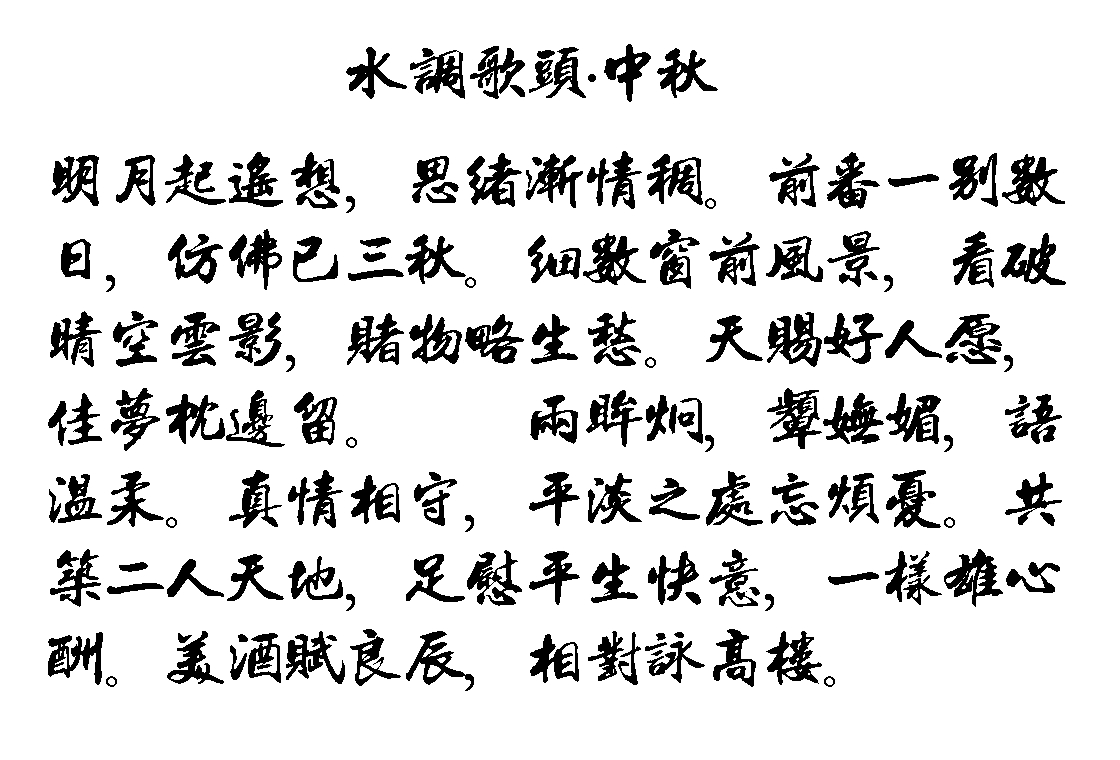 水調歌頭·中秋
明月起遙想，思緒漸情稠。前番一别數
日，仿佛已三秋。细數窗前風景，看破
晴空雲影，賭物略生愁。天賜好人愿，
佳夢枕邊留。 兩眸炯，顰嫵媚，語
溫柔。真情相守，平淡之處忘煩憂。共
築二人天地，足慰平生快意，一樣雄心
酬。美酒賦良辰，相對詠高樓。